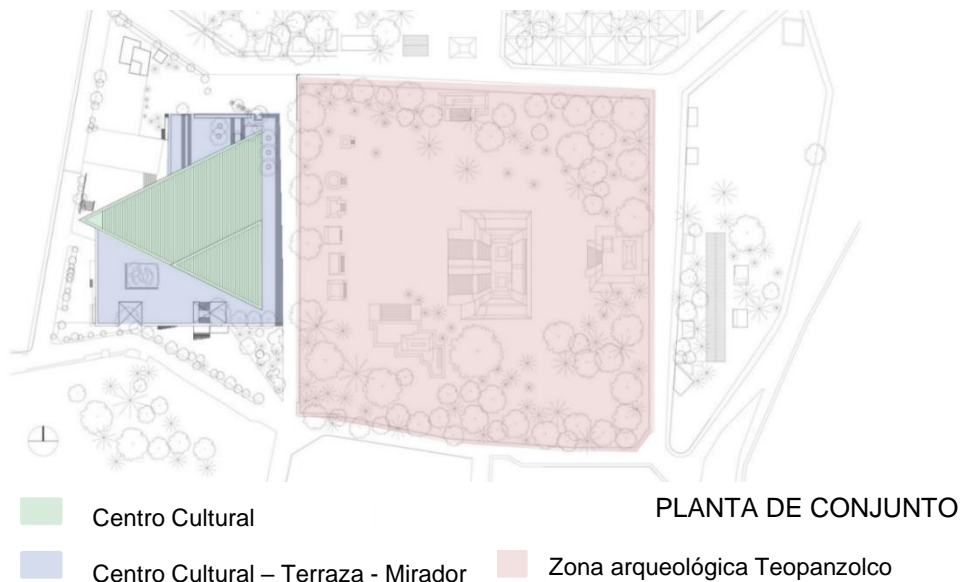 PLANTA DE CONJUNTO
Centro Cultural
Centro Cultural – Terraza - Mirador
Zona arqueológica Teopanzolco